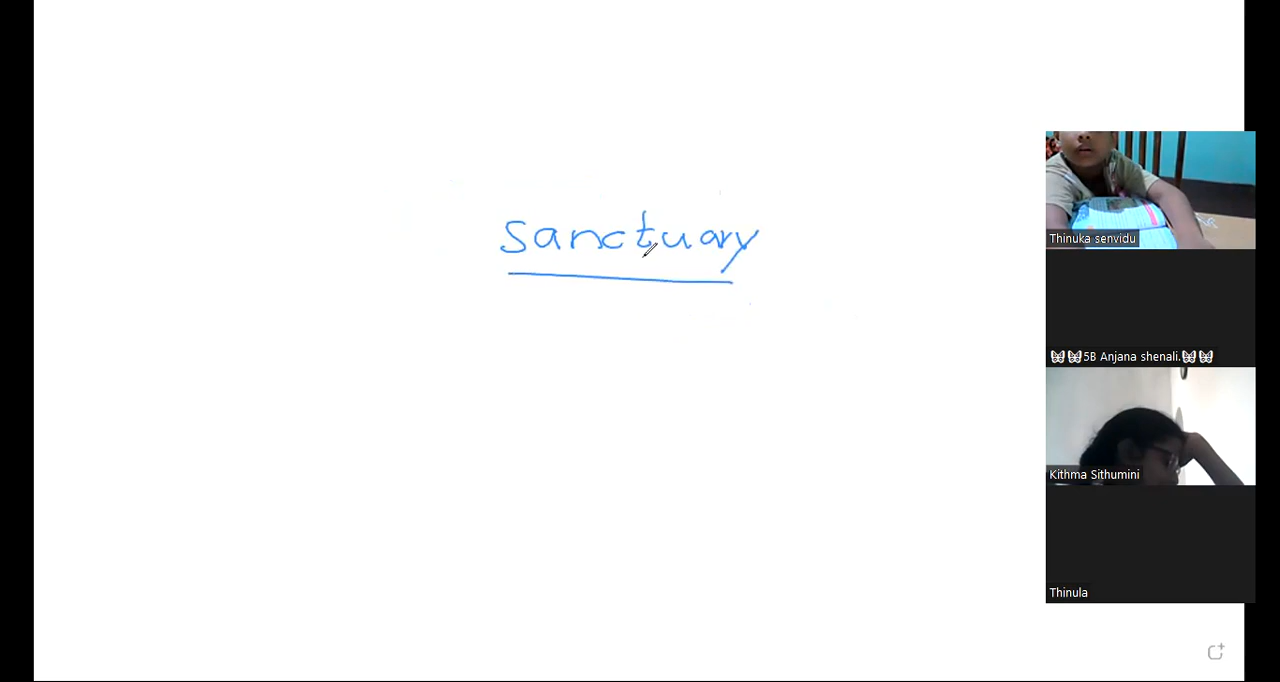 sanctuary
Thinuka senvidu
5B Anjana shenali.
Kithma Sithumini
Thinula